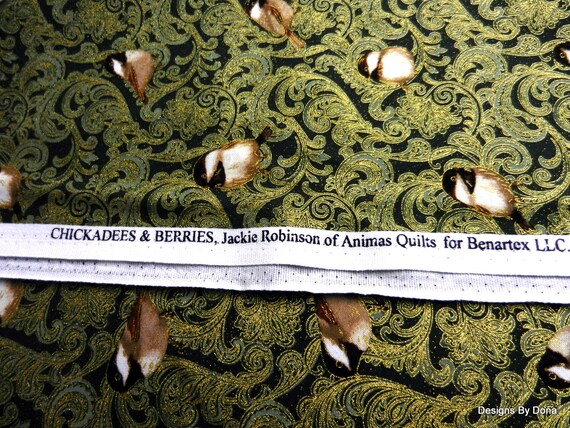 CHICKADEES & BERRIES, Jackie Robinson of Animas Quilts for Benartex LLC.
Designs By Dona